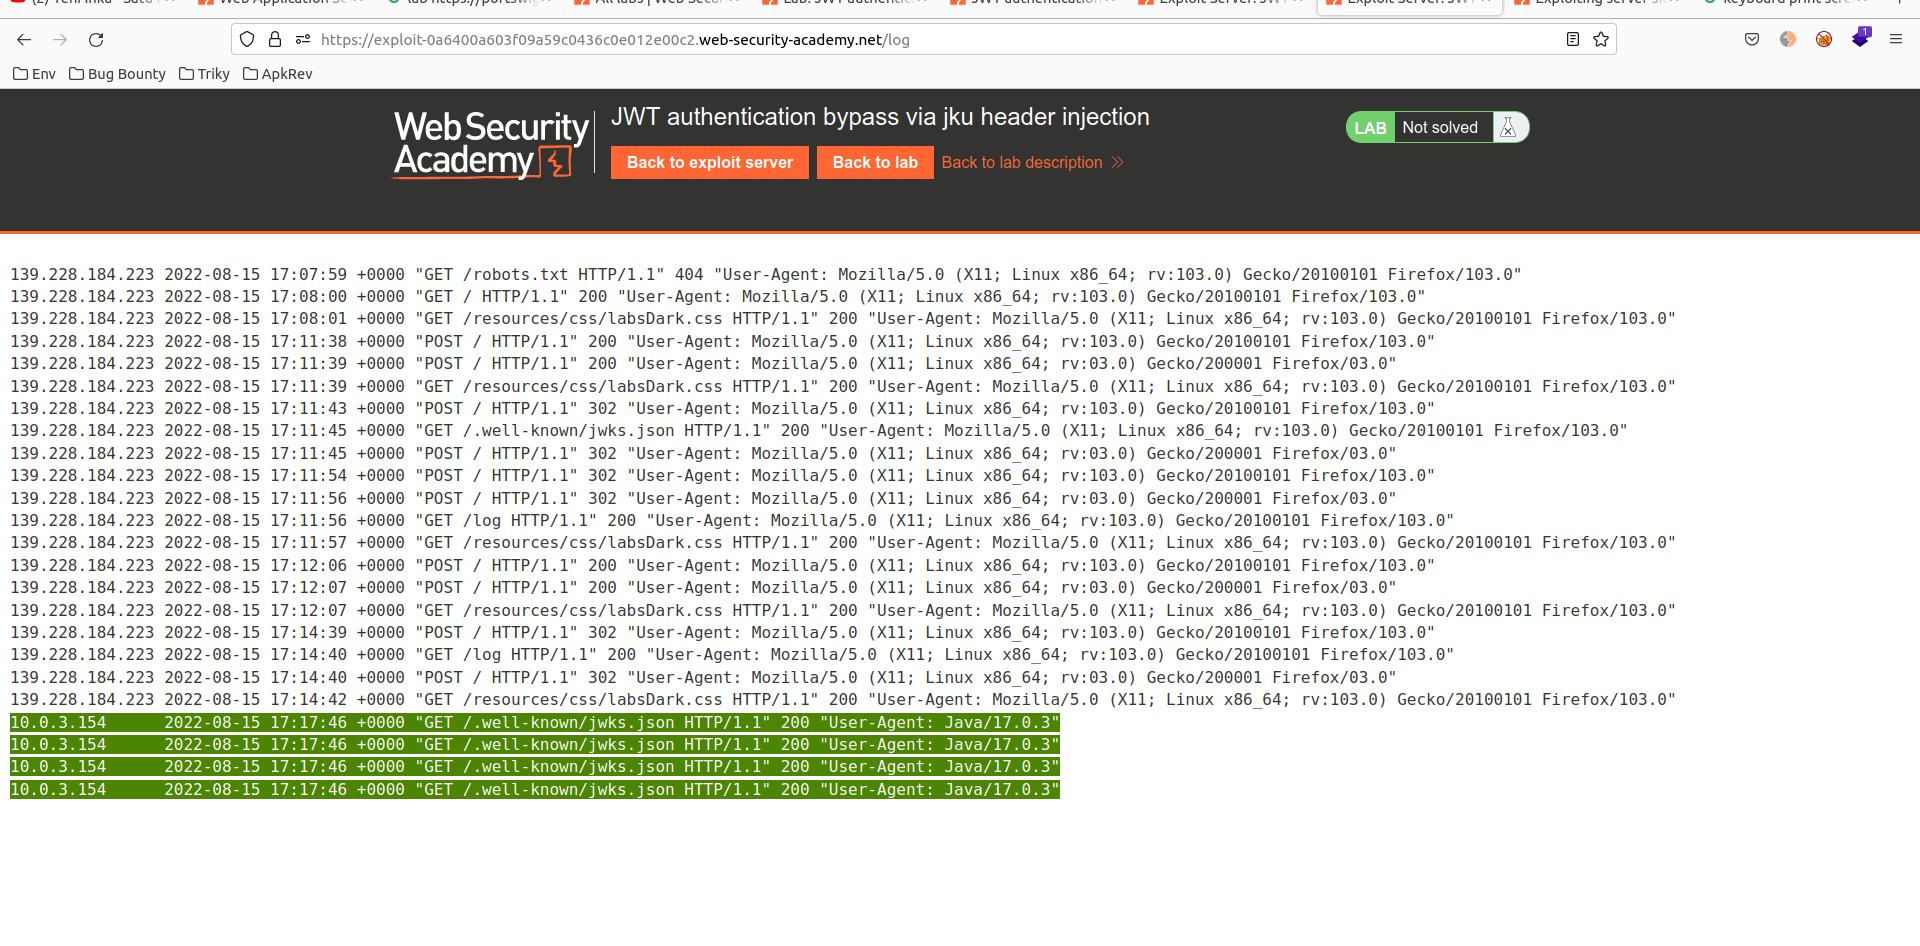 https://exploit-0a6400a603f09a59c0436c0e012e00c2.web-security-academy.net/log
1
Env Bug Bounty Triky ApkRev
Web Security Academy
JWT authentication bypass via jku header injection
Back to exploit server Back to lab Back to lab description
LAB Not solved
139.228.184.223 2022-08-15 17:07:59 +0000 "GET /robots.txt HTTP/1.1" 404 "User-Agent: Mozilla/5.0 (X11; Linux x86_64; rv:103.0) Gecko/20100101 Firefox/103.0"
139.228.184.223 2022-08-15 17:08:00 +0000 "GET / HTTP/1.1" 200 "User-Agent: Mozilla/5.0 (X11; Linux x86_64; rv:103.0) Gecko/20100101 Firefox/103.0"
139.228.184.223 2022-08-15 17:08:01 +0000 "GET /resources/css/labsDark.css HTTP/1.1" 200 "User-Agent: Mozilla/5.0 (X11; Linux x86_64; rv:103.0) Gecko/20100101 Firefox/103.0"
139.228.184.223 2022-08-15 17:11:38 +0000 "POST / HTTP/1.1" 200 "User-Agent: Mozilla/5.0 (X11; Linux x86_64; rv:103.0) Gecko/20100101 Firefox/103.0"
139.228.184.223 2022-08-15 17:11:39 +0000 "POST / HTTP/1.1" 200 "User-Agent: Mozilla/5.0 (X11; Linux x86_64; rv:03.0) Gecko/200001 Firefox/03.0"
139.228.184.223 2022-08-15 17:11:39 +0000 "GET /resources/css/labsDark.css HTTP/1.1" 200 "User-Agent: Mozilla/5.0 (X11; Linux x86_64; rv:103.0) Gecko/20100101 Firefox/103.0"
139.228.184.223 2022-08-15 17:11:43 +0000 "POST / HTTP/1.1" 302 "User-Agent: Mozilla/5.0 (X11; Linux x86_64; rv:103.0) Gecko/20100101 Firefox/103.0"
139.228.184.223 2022-08-15 17:11:45 +0000 "GET /.well-known/jwks.json HTTP/1.1" 200 "User-Agent: Mozilla/5.0 (X11; Linux x86_64; rv:103.0) Gecko/20100101 Firefox/103.0"
139.228.184.223 2022-08-15 17:11:45 +0000 "POST / HTTP/1.1" 302 "User-Agent: Mozilla/5.0 (X11; Linux x86_64; rv:03.0) Gecko/200001 Firefox/03.0"
139.228.184.223 2022-08-15 17:11:54 +0000 "POST / HTTP/1.1" 302 "User-Agent: Mozilla/5.0 (X11; Linux x86_64; rv:103.0) Gecko/20100101 Firefox/103.0"
139.228.184.223 2022-08-15 17:11:56 +0000 "POST / HTTP/1.1" 302 "User-Agent: Mozilla/5.0 (X11; Linux x86_64; rv:03.0) Gecko/200001 Firefox/03.0"
139.228.184.223 2022-08-15 17:11:56 +0000 "GET /log HTTP/1.1" 200 "User-Agent: Mozilla/5.0 (X11; Linux x86_64; rv:103.0) Gecko/20100101 Firefox/103.0"
139.228.184.223 2022-08-15 17:11:57 +0000 "GET /resources/css/labsDark.css HTTP/1.1" 200 "User-Agent: Mozilla/5.0 (X11; Linux x86_64; rv:103.0) Gecko/20100101 Firefox/103.0"
139.228.184.223 2022-08-15 17:12:06 +0000 "POST / HTTP/1.1" 200 "User-Agent: Mozilla/5.0 (X11; Linux x86_64; rv:103.0) Gecko/20100101 Firefox/103.0"
139.228.184.223 2022-08-15 17:12:07 +0000 "POST / HTTP/1.1" 200 "User-Agent: Mozilla/5.0 (X11; Linux x86_64; rv:03.0) Gecko/200001 Firefox/03.0"
139.228.184.223 2022-08-15 17:12:07 +0000 "GET /resources/css/labsDark.css HTTP/1.1" 200 "User-Agent: Mozilla/5.0 (X11; Linux x86_64; rv:103.0) Gecko/20100101 Firefox/103.0"
139.228.184.223 2022-08-15 17:14:39 +0000 "POST / HTTP/1.1" 302 "User-Agent: Mozilla/5.0 (X11; Linux x86_64; rv:103.0) Gecko/20100101 Firefox/103.0"
139.228.184.223 2022-08-15 17:14:40 +0000 "GET /log HTTP/1.1" 200 "User-Agent: Mozilla/5.0 (X11; Linux x86_64; rv:103.0) Gecko/20100101 Firefox/103.0"
139.228.184.223 2022-08-15 17:14:40 +0000 "POST / HTTP/1.1" 302 "User-Agent: Mozilla/5.0 (X11; Linux x86_64; rv:03.0) Gecko/200001 Firefox/03.0"
139.228.184.223 2022-08-15 17:14:42 +0000 "GET /resources/css/labsDark.css HTTP/1.1" 200 "User-Agent: Mozilla/5.0 (X11; Linux x86_64; rv:103.0) Gecko/20100101 Firefox/103.0"
10.0.3.154 2022-08-15 17:17:46 +0000 "GET /.well-known/jwks.json HTTP/1.1" 200 "User-Agent: Java/17.0.3"
10.0.3.154 2022-08-15 17:17:46 +0000 "GET /.well-known/jwks.json HTTP/1.1" 200 "User-Agent: Java/17.0.3"
10.0.3.154 2022-08-15 17:17:46 +0000 "GET /.well-known/jwks.json HTTP/1.1" 200 "User-Agent: Java/17.0.3"
10.0.3.154 2022-08-15 17:17:46 +0000 "GET /.well-known/jwks.json HTTP/1.1" 200 "User-Agent: Java/17.0.3"